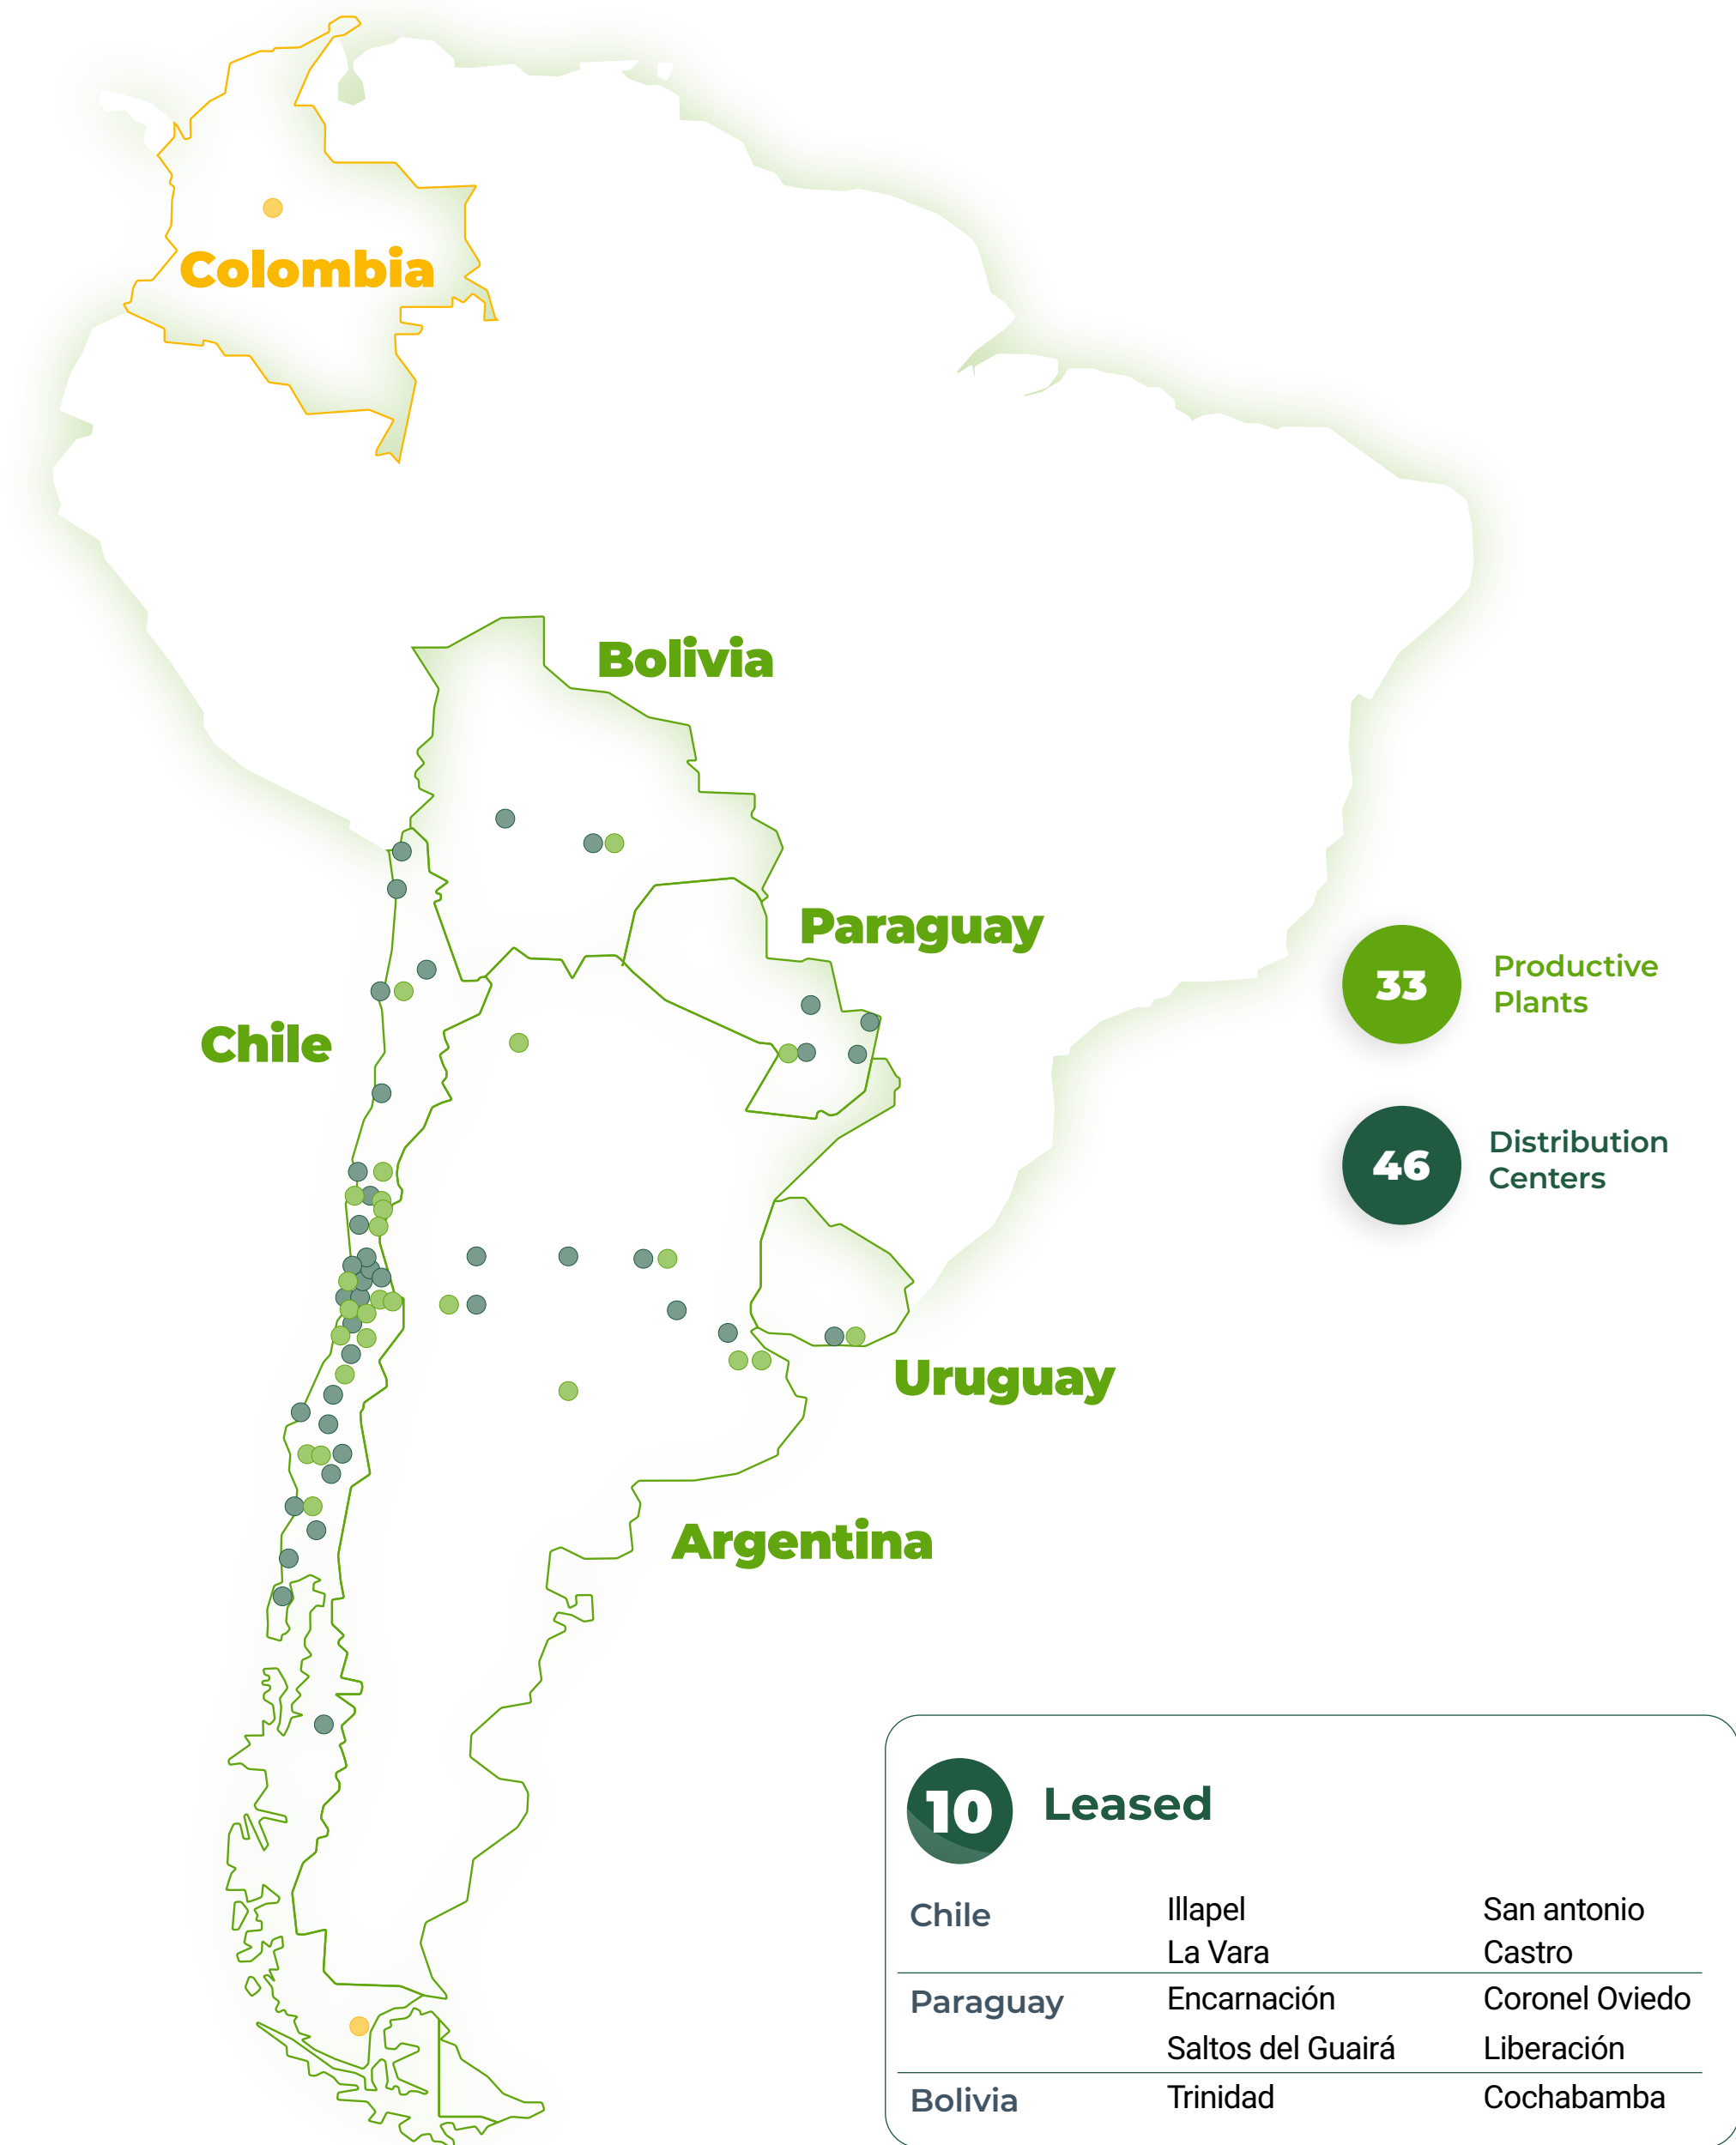 Colombia
Bolivia
Paraguay
Chile
33
Productive
Plants
46
Distribution
Centers
Uruguay
Argentina
10 Leased
Chile Illapel San antonio
La Vara Castro
Paraguay Encarnación Coronel Oviedo
Saltos del Guairá Liberación
Bolivia Trinidad Cochabamba